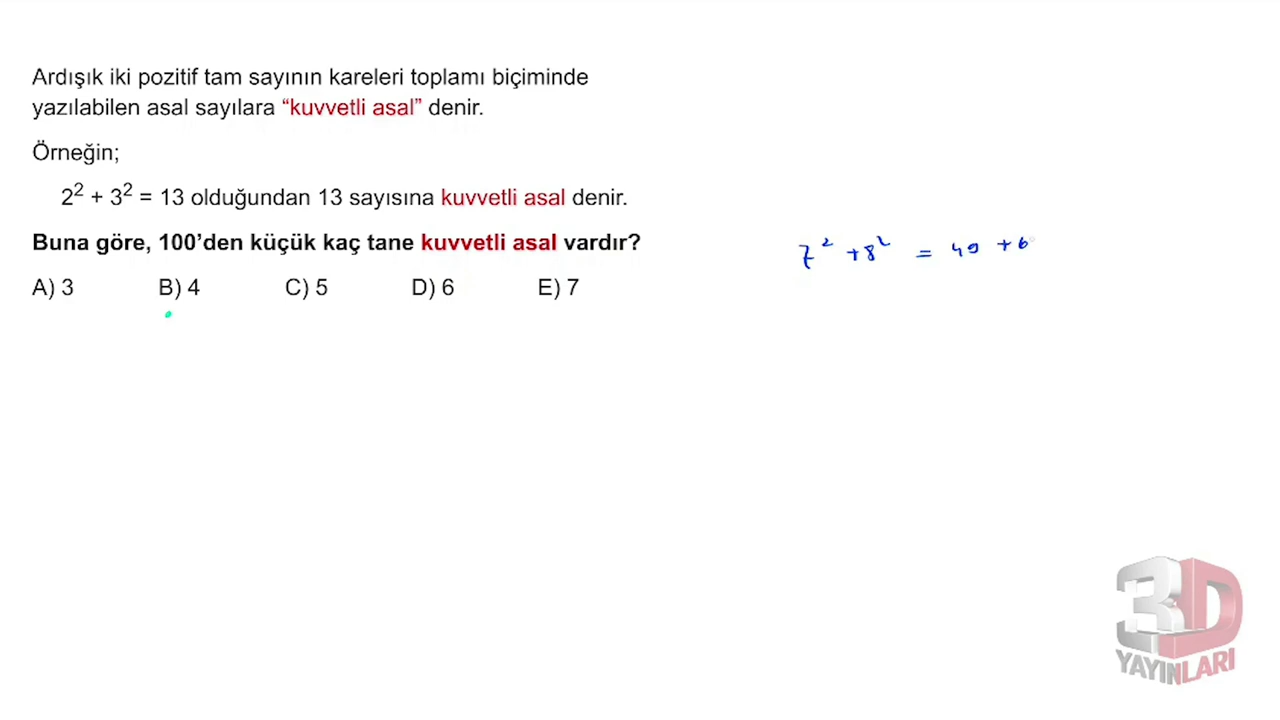 Ardışık iki pozitif tam sayının kareleri toplamı biçiminde
yazılabilen asal sayılara “kuvvetli asal” denir.
Örneğin;
2² + 3² = 13 olduğundan 13 sayısına kuvvetli asal denir.
Buna göre, 100’den küçük kaç tane kuvvetli asal vardır?
A) 3 B) 4 C) 5 D) 6 E) 7
7² + 8² = 49 + 6
3D
YAYINLARI